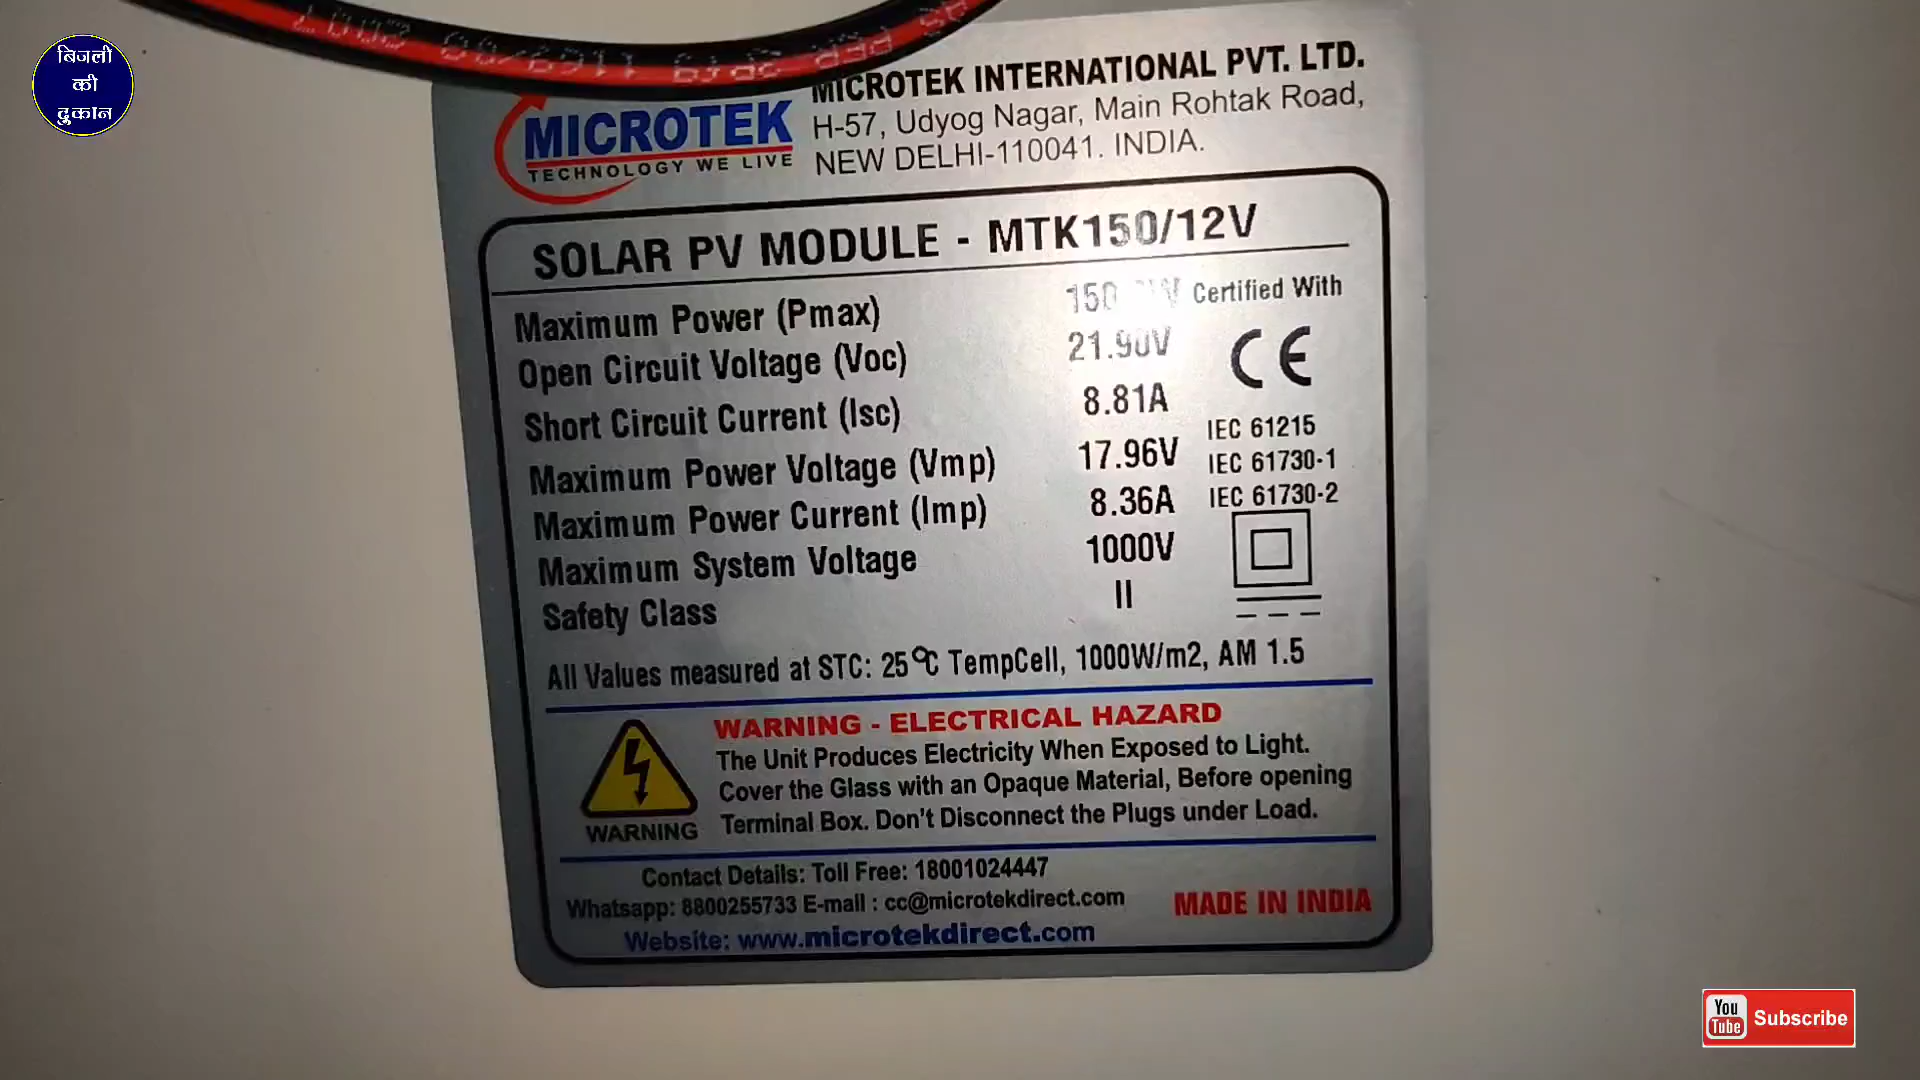 बिजली
की
दुकान
MICROTEK
TECHNOLOGY WE LIVE
MICROTEK INTERNATIONAL PVT. LTD.
H-57, Udyog Nagar, Main Rohtak Road,
NEW DELHI-110041. INDIA.
SOLAR PV MODULE - MTK150/12V
Maximum Power (Pmax) 150 W
Open Circuit Voltage (Voc) 21.90V
Short Circuit Current (Isc) 8.81A
Maximum Power Voltage (Vmp) 17.96V
Maximum Power Current (Imp) 8.36A
Maximum System Voltage 1000V
Safety Class II
Certified With
CE
IEC 61215
IEC 61730-1
IEC 61730-2
All Values measured at STC: 25°C TempCell, 1000W/m2, AM 1.5
WARNING
WARNING - ELECTRICAL HAZARD
The Unit Produces Electricity When Exposed to Light.
Cover the Glass with an Opaque Material, Before opening
Terminal Box. Don't Disconnect the Plugs under Load.
Contact Details: Toll Free: 18001024447
Whatsapp: 8800255733 E-mail : cc@microtekdirect.com
Website: www.microtekdirect.com
MADE IN INDIA
You
Tube
Subscribe